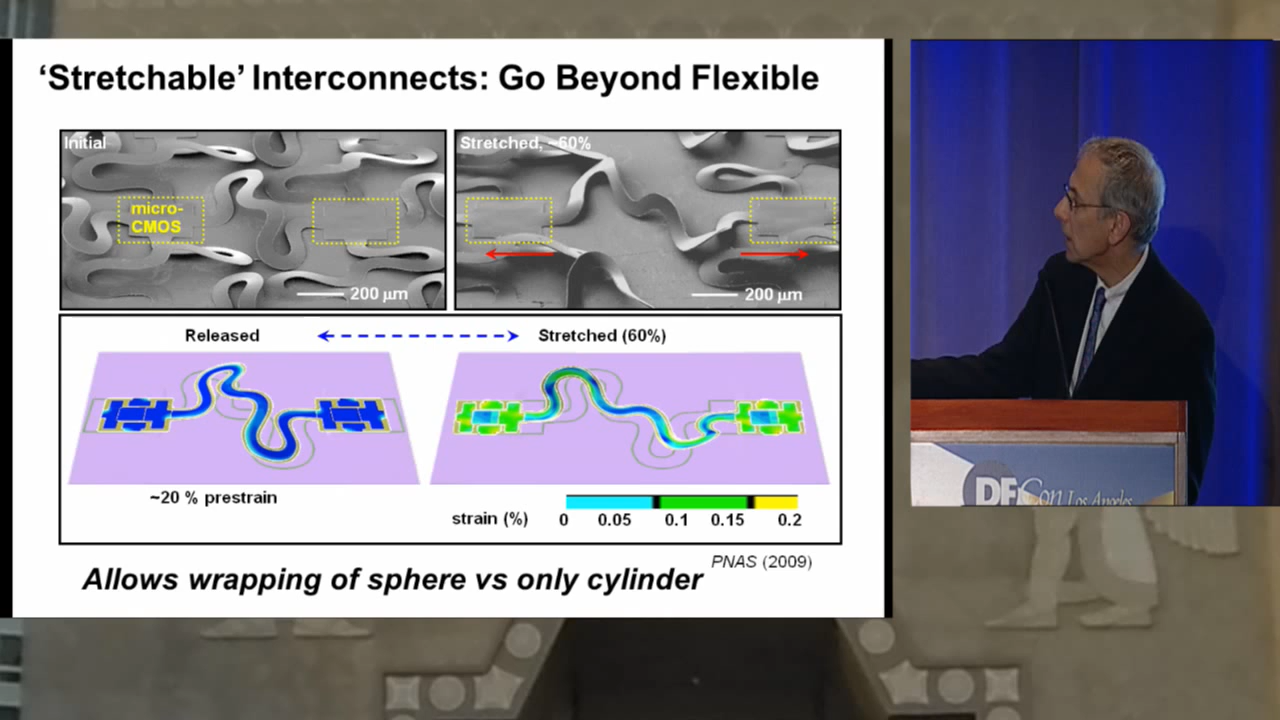 ‘Stretchable’ Interconnects: Go Beyond Flexible
Initial
micro-
CMOS
200 μm
Stretched, ~60%
200 μm
Released
Stretched (60%)
~20 % prestrain
strain (%)
0 0.05 0.1 0.15 0.2
PNAS (2009)
Allows wrapping of sphere vs only cylinder
DEFCon Los Angeles